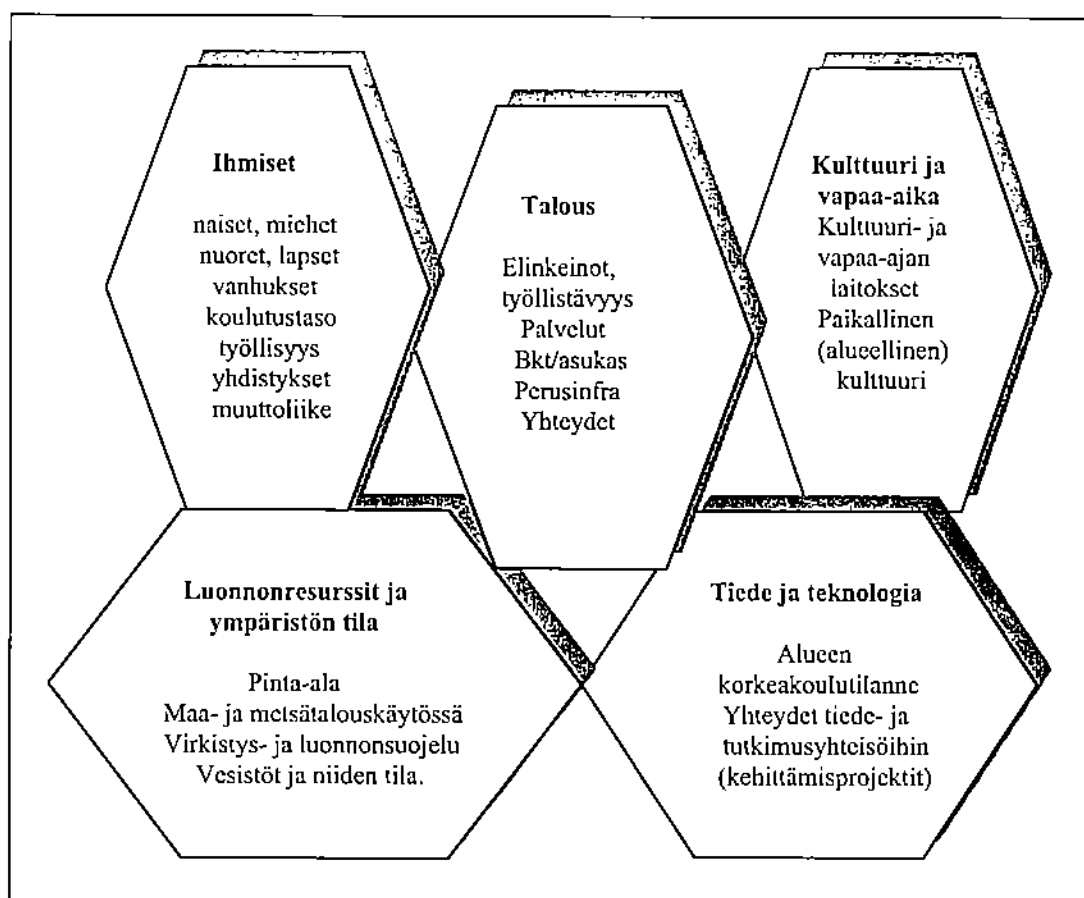 Ihmiset
naiset, miehet
nuoret, lapset
vanhukset
koulutustaso
työllisyys
yhdistykset
muuttoliike
Talous
Elinkeinot,
työllistävyys
Palvelut
Bkt/asukas
Perusinfra
Yhteydet
Kulttuuri ja
vapaa-aika
Kulttuuri- ja
vapaa-ajan
laitokset
Paikallinen
(alueellinen)
kulttuuri
Luonnonresurssit ja
ympäristön tila
Pinta-ala
Maa- ja metsätalouskäytössä
Virkistys- ja luonnonsuojelu
Vesistöt ja niiden tila.
Tiede ja teknologia
Alueen
korkeakoulutilanne
Yhteydet tiede- ja
tutkimusyhteisöihin
(kehittämisprojektit)